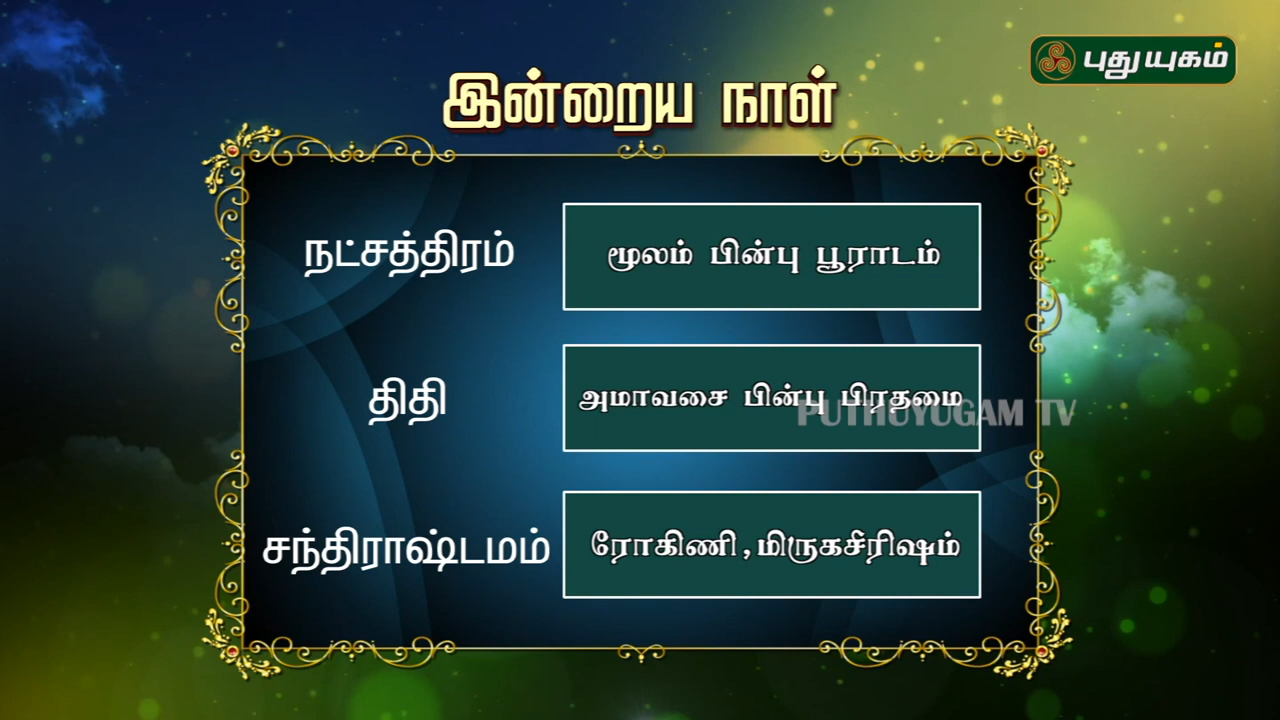 புதுயுகம்
இன்றைய நாள்
நட்சத்திரம்
மூலம் பின்பு பூராடம்
திதி
அமாவசை பின்பு பிரதமை
PUTHUYUGAM TV
சந்திராஷ்டமம்
ரோகிணி,மிருகசீரிஷம்